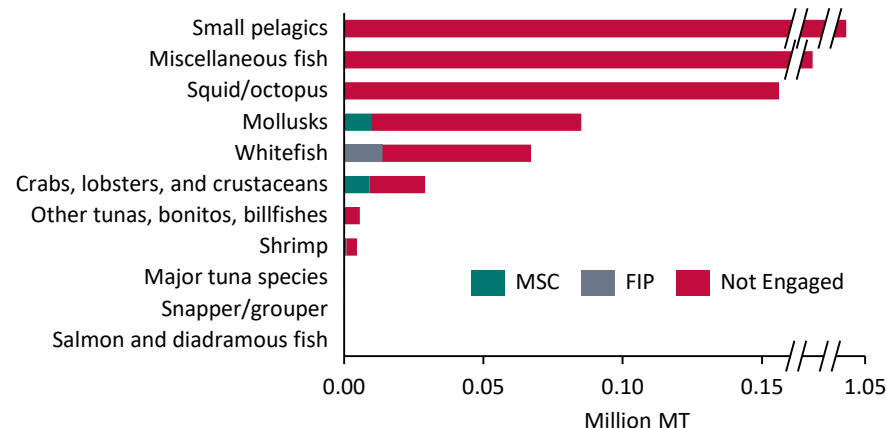 Small pelagics
Miscellaneous fish
Squid/octopus
Mollusks
Whitefish
Crabs, lobsters, and crustaceans
Other tunas, bonitos, billfishes
Shrimp
Major tuna species
Snapper/grouper
Salmon and diadramous fish
MSC FIP Not Engaged
0.00 0.05 0.10 0.15 1.05
Million MT